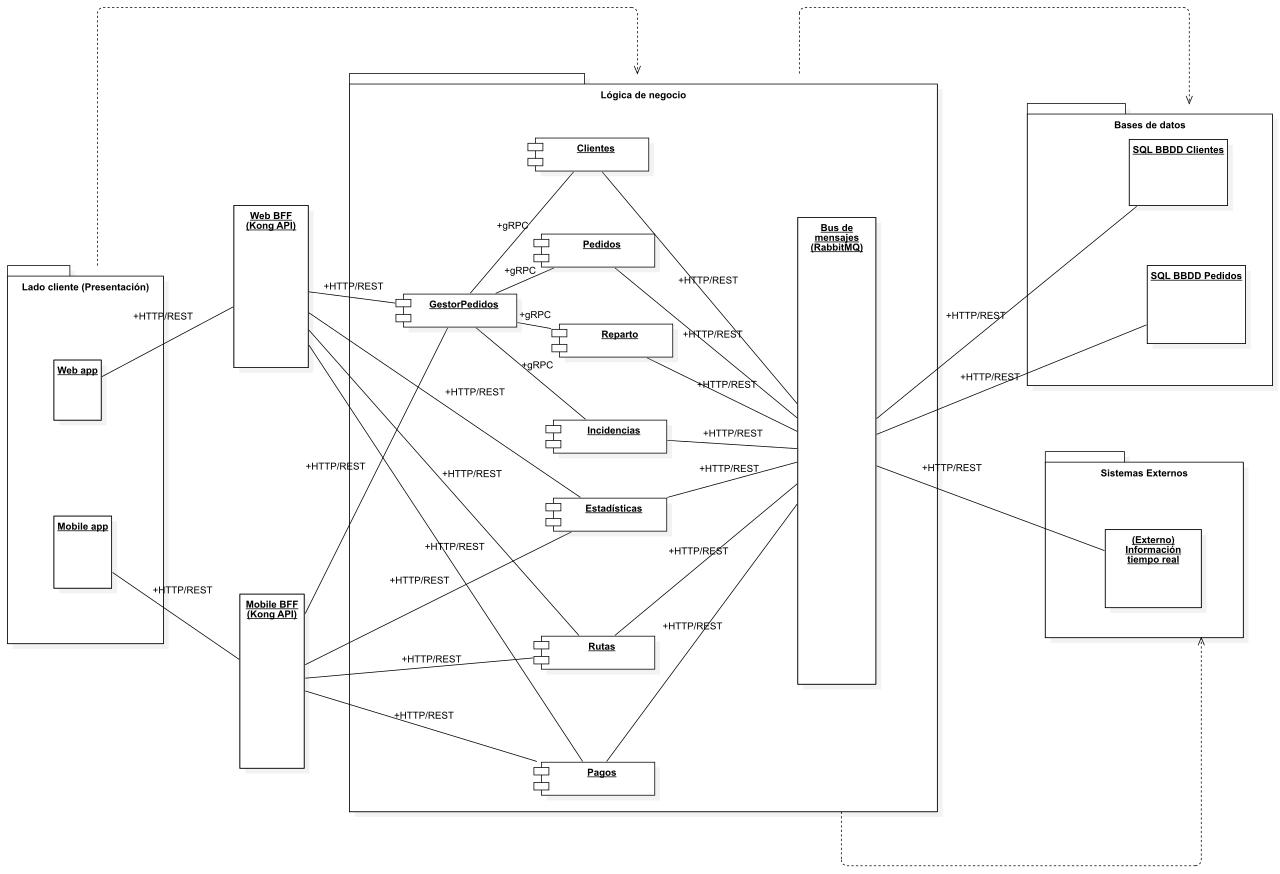 Lógica de negocio
Bases de datos
Clientes
SQL BBDD Clientes
Web BFF
(Kong API)
+gRPC
Bus de
mensajes
(RabbitMQ)
Pedidos
+gRPC
SQL BBDD Pedidos
Lado cliente (Presentación)
+HTTP/REST
+HTTP/REST
GestorPedidos
+HTTP/REST
+gRPC
+HTTP/REST
Reparto
+HTTP/REST
+gRPC
Web app
+HTTP/REST
+HTTP/REST
+HTTP/REST
Incidencias
+HTTP/REST
+HTTP/REST
+HTTP/REST
+HTTP/REST
+HTTP/REST
Sistemas Externos
Estadísticas
Mobile app
+HTTP/REST
+HTTP/REST
(Externo)
Información
tiempo real
+HTTP/REST
+HTTP/REST
Mobile BFF
(Kong API)
+HTTP/REST
Rutas
+HTTP/REST
+HTTP/REST
Pagos